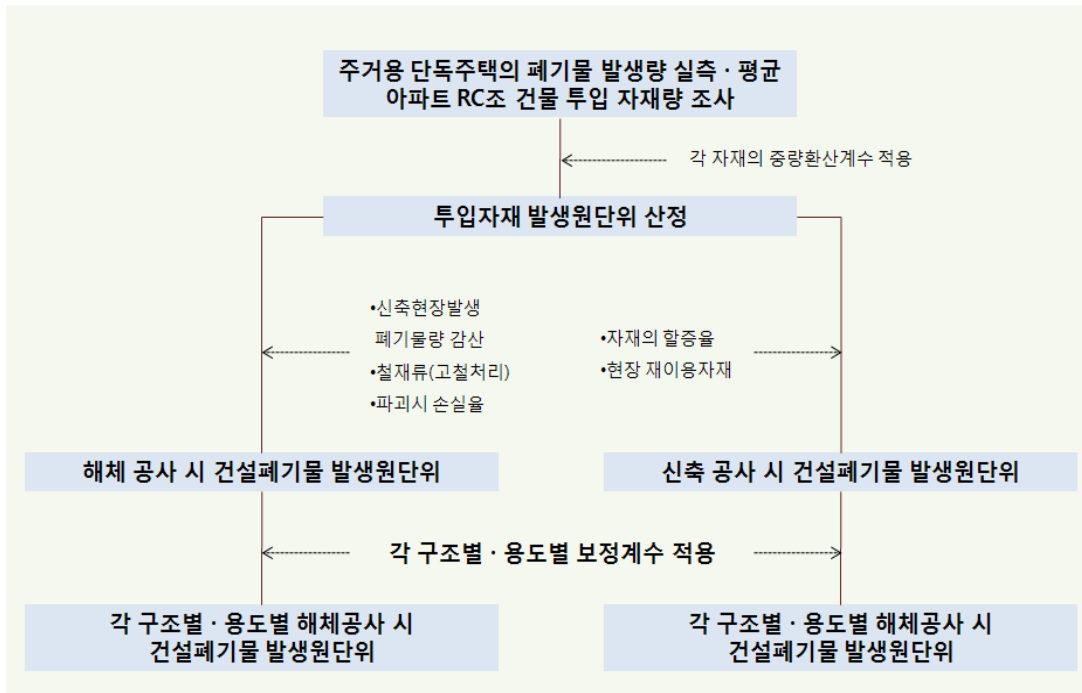 주거용 단독주택의 폐기물 발생량 실측 · 평균
아파트 RC조 건물 투입 자재량 조사
각 자재의 중량환산계수 적용
투입자재 발생원단위 산정
•신축현장발생
폐기물량 감산
•철재류(고철처리)
•파괴시 손실율
•자재의 할증율
•현장 재이용자재
해체 공사 시 건설폐기물 발생원단위
신축 공사 시 건설폐기물 발생원단위
각 구조별 · 용도별 보정계수 적용
각 구조별 · 용도별 해체공사 시
건설폐기물 발생원단위
각 구조별 · 용도별 해체공사 시
건설폐기물 발생원단위